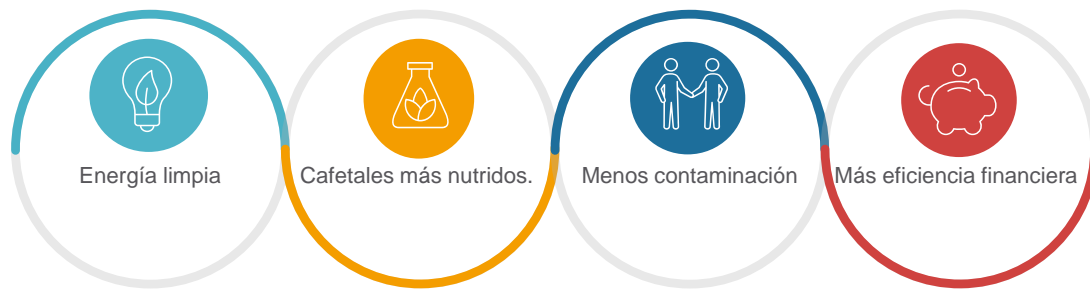 Energía limpia
Cafetales más nutridos.
Menos contaminación
Más eficiencia financiera